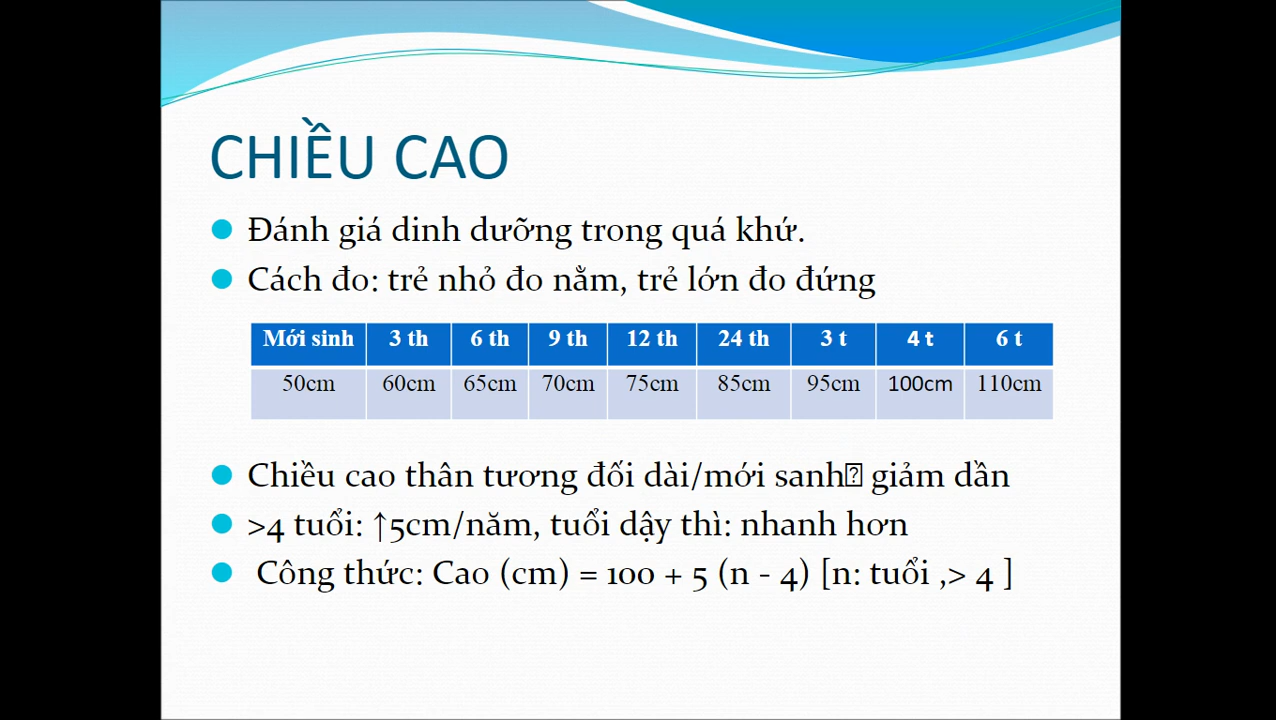 CHIỀU CAO
Đánh giá dinh dưỡng trong quá khứ.
Cách đo: trẻ nhỏ đo nằm, trẻ lớn đo đứng
Mới sinh 3 th 6 th 9 th 12 th 24 th 3 t 4 t 6 t
50cm 60cm 65cm 70cm 75cm 85cm 95cm 100cm 110cm
Chiều cao thân tương đối dài/mới sanh giảm dần
>4 tuổi: ↑5cm/năm, tuổi dậy thì: nhanh hơn
Công thức: Cao (cm) = 100 + 5 (n - 4) [n: tuổi ,> 4 ]